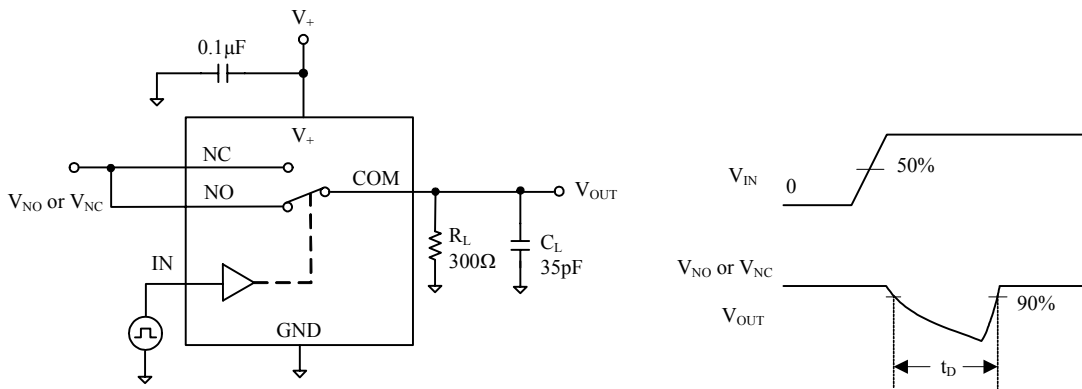 V+
0.1μF
V+
NC
NO
COM
VNO or VNC
VOUT
RL
300Ω
CL
35pF
IN
GND
VIN
0
50%
VNO or VNC
VOUT
90%
tD